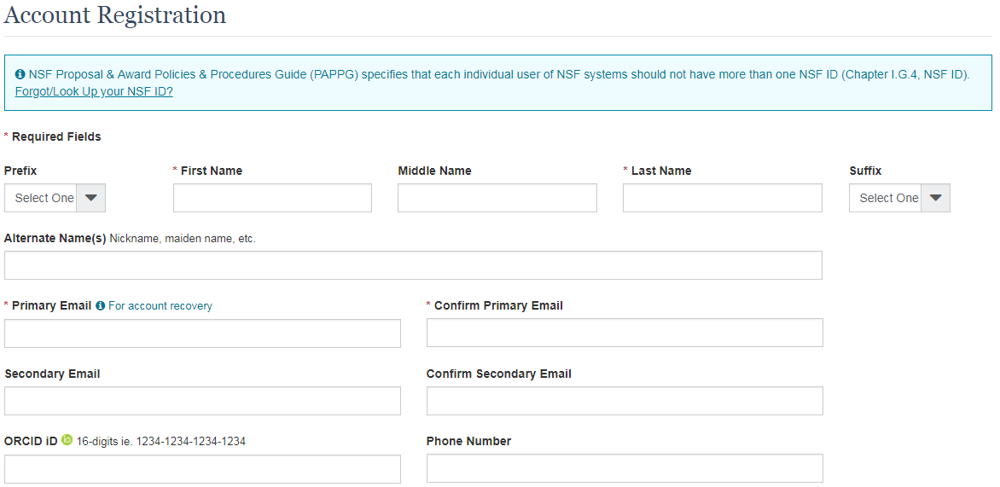 Account Registration
NSF Proposal & Award Policies & Procedures Guide (PAPPG) specifies that each individual user of NSF systems should not have more than one NSF ID (Chapter I.G.4, NSF ID).
Forgot/Look Up your NSF ID?
* Required Fields
Prefix * First Name Middle Name * Last Name Suffix
Select One Select One
Alternate Name(s) Nickname, maiden name, etc.
* Primary Email For account recovery * Confirm Primary Email
Secondary Email Confirm Secondary Email
ORCID iD iD 16-digits ie. 1234-1234-1234-1234 Phone Number